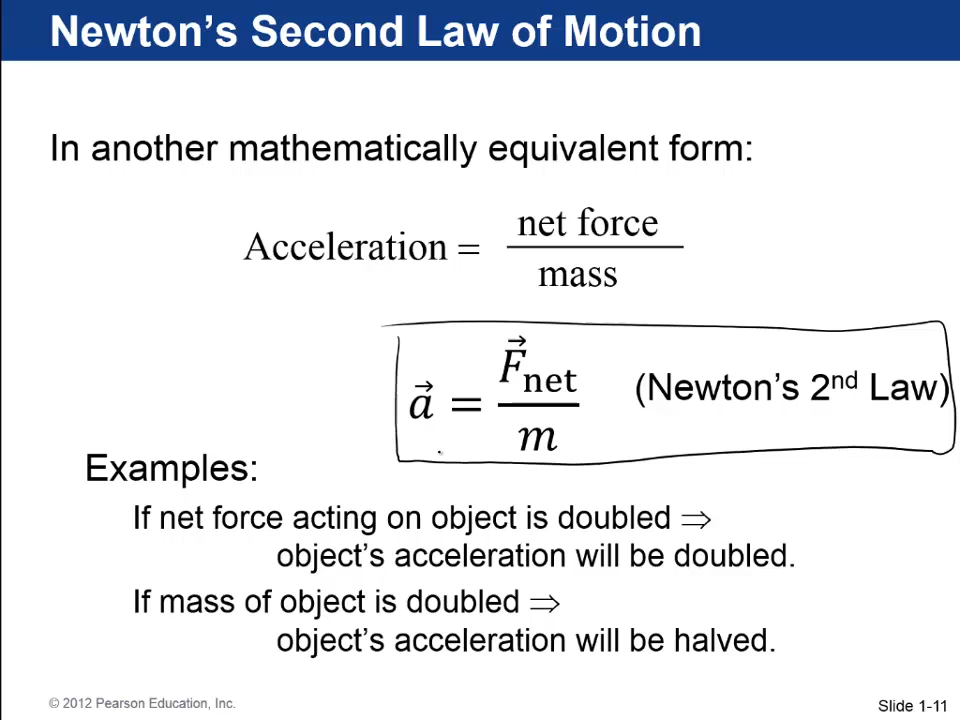 Newton's Second Law of Motion
In another mathematically equivalent form:
Acceleration = net force / mass
a⃗ = F⃗net / m (Newton's 2nd Law)
Examples:
If net force acting on object is doubled ⇒
object's acceleration will be doubled.
If mass of object is doubled ⇒
object's acceleration will be halved.
© 2012 Pearson Education, Inc.
Slide 1-11